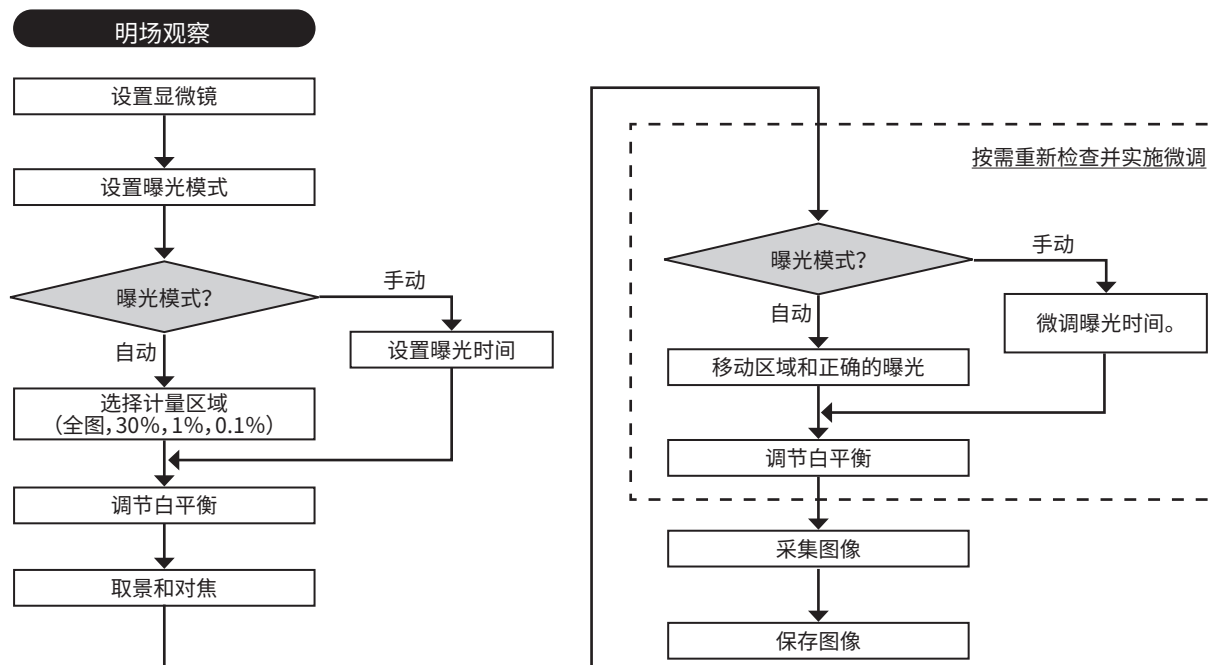 明场观察
设置显微镜
设置曝光模式
曝光模式？
手动
自动
设置曝光时间
选择计量区域
（全图，30%，1%，0.1%）
调节白平衡
取景和对焦
按需重新检查并实施微调
曝光模式？
手动
自动
微调曝光时间。
移动区域和正确的曝光
调节白平衡
采集图像
保存图像